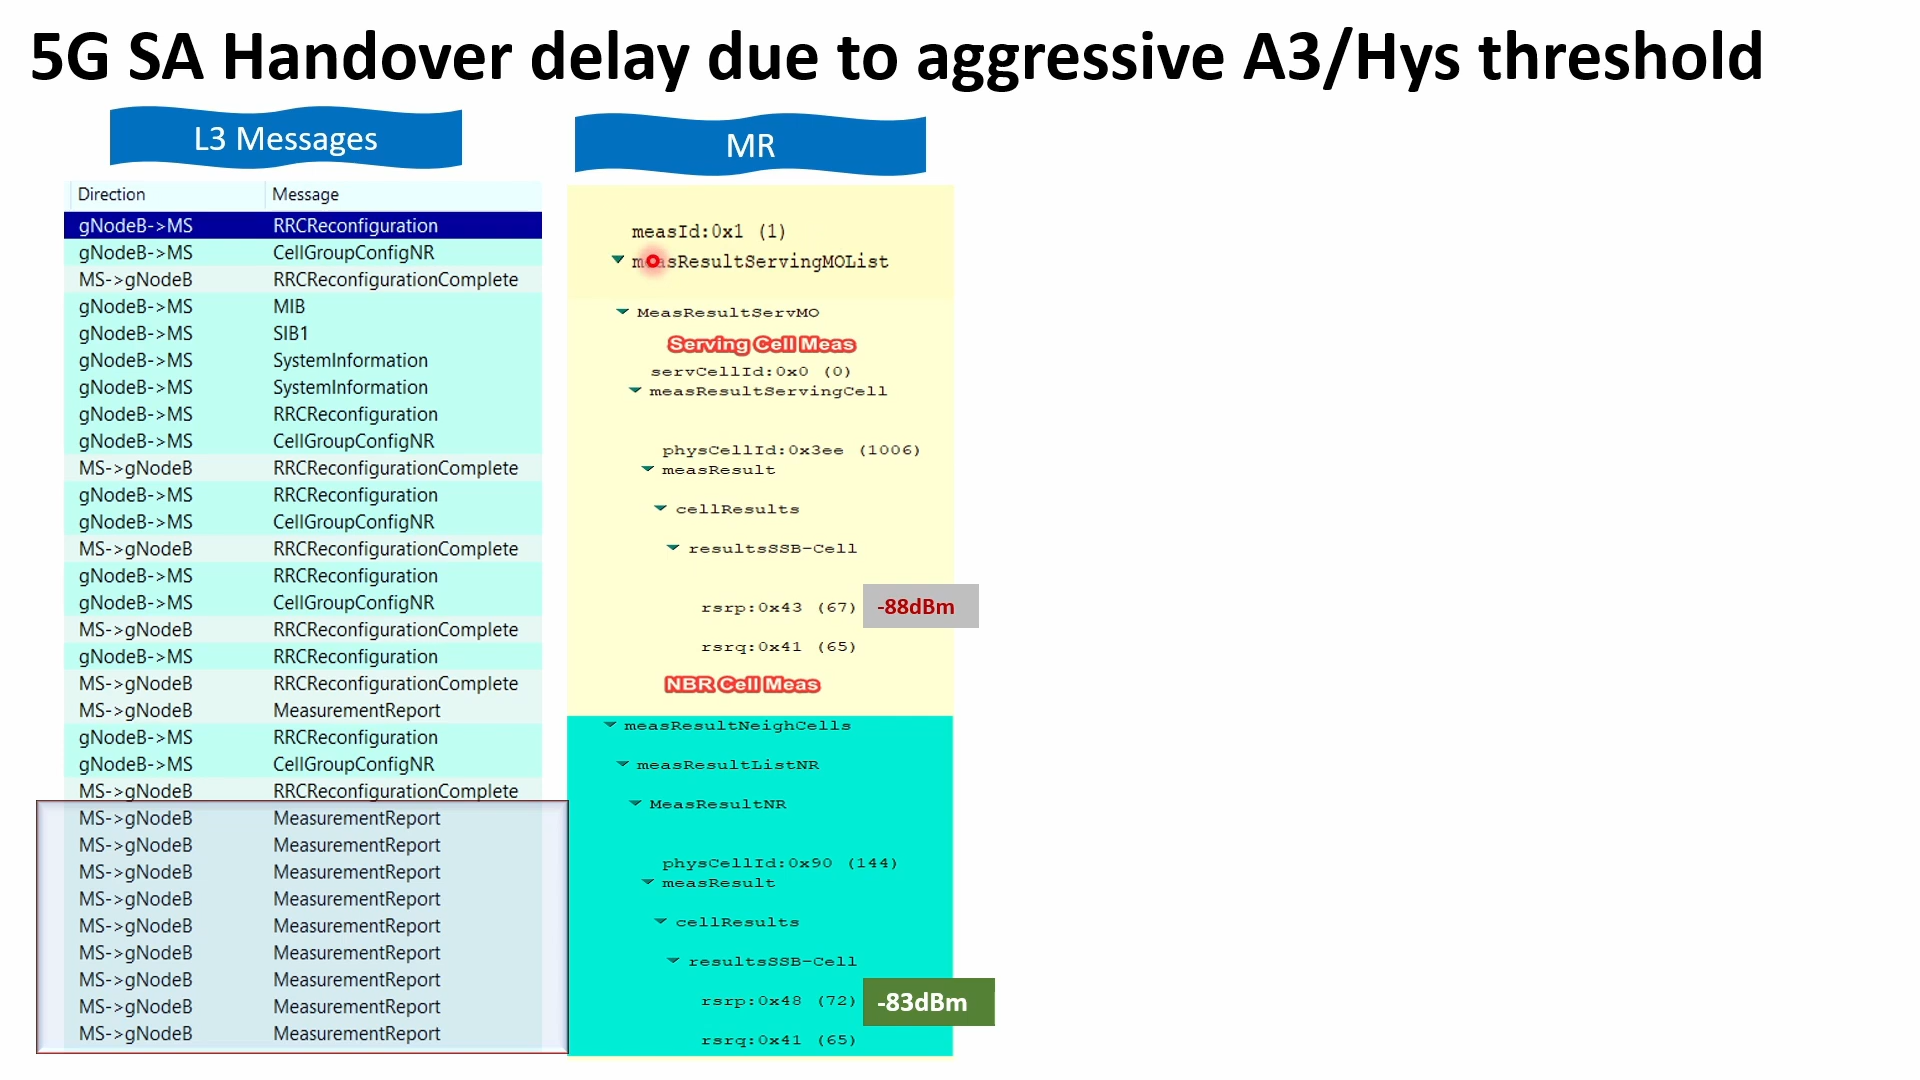 5G SA Handover delay due to aggressive A3/Hys threshold
L3 Messages
Direction Message
gNodeB->MS RRCReconfiguration
gNodeB->MS CellGroupConfigNR
MS->gNodeB RRCReconfigurationComplete
gNodeB->MS MIB
gNodeB->MS SIB1
gNodeB->MS SystemInformation
gNodeB->MS SystemInformation
gNodeB->MS RRCReconfiguration
gNodeB->MS CellGroupConfigNR
MS->gNodeB RRCReconfigurationComplete
gNodeB->MS RRCReconfiguration
gNodeB->MS CellGroupConfigNR
MS->gNodeB RRCReconfigurationComplete
gNodeB->MS RRCReconfiguration
gNodeB->MS CellGroupConfigNR
MS->gNodeB RRCReconfigurationComplete
gNodeB->MS RRCReconfiguration
MS->gNodeB RRCReconfigurationComplete
MS->gNodeB MeasurementReport
gNodeB->MS RRCReconfiguration
gNodeB->MS CellGroupConfigNR
MS->gNodeB RRCReconfigurationComplete
MS->gNodeB MeasurementReport
MS->gNodeB MeasurementReport
MS->gNodeB MeasurementReport
MS->gNodeB MeasurementReport
MS->gNodeB MeasurementReport
MS->gNodeB MeasurementReport
MS->gNodeB MeasurementReport
MS->gNodeB MeasurementReport
MS->gNodeB MeasurementReport
MR
measId:0x1 (1)
measResultServingMOList
MeasResultServMO
Serving Cell Meas
servCellId:0x0 (0)
measResultServingCell
physCellId:0x3ee (1006)
measResult
cellResults
resultsSSB-Cell
rsrp:0x43 (67) -88dBm
rsrq:0x41 (65)
NBR Cell Meas
measResultNeighCells
measResultListNR
MeasResultNR
physCellId:0x90 (144)
measResult
cellResults
resultsSSB-Cell
rsrp:0x48 (72) -83dBm
rsrq:0x41 (65)